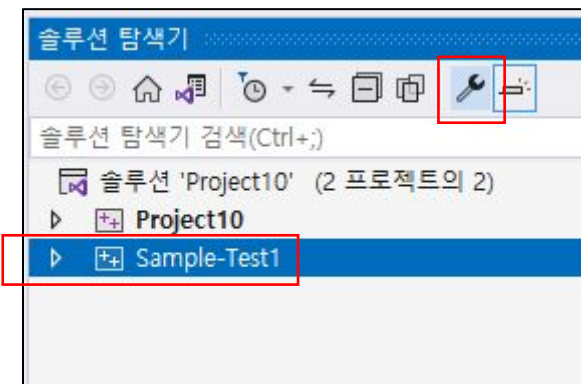 솔루션 탐색기
솔루션 탐색기 검색(Ctrl+;)
솔루션 'Project10' (2 프로젝트의 2)
Project10
Sample-Test1